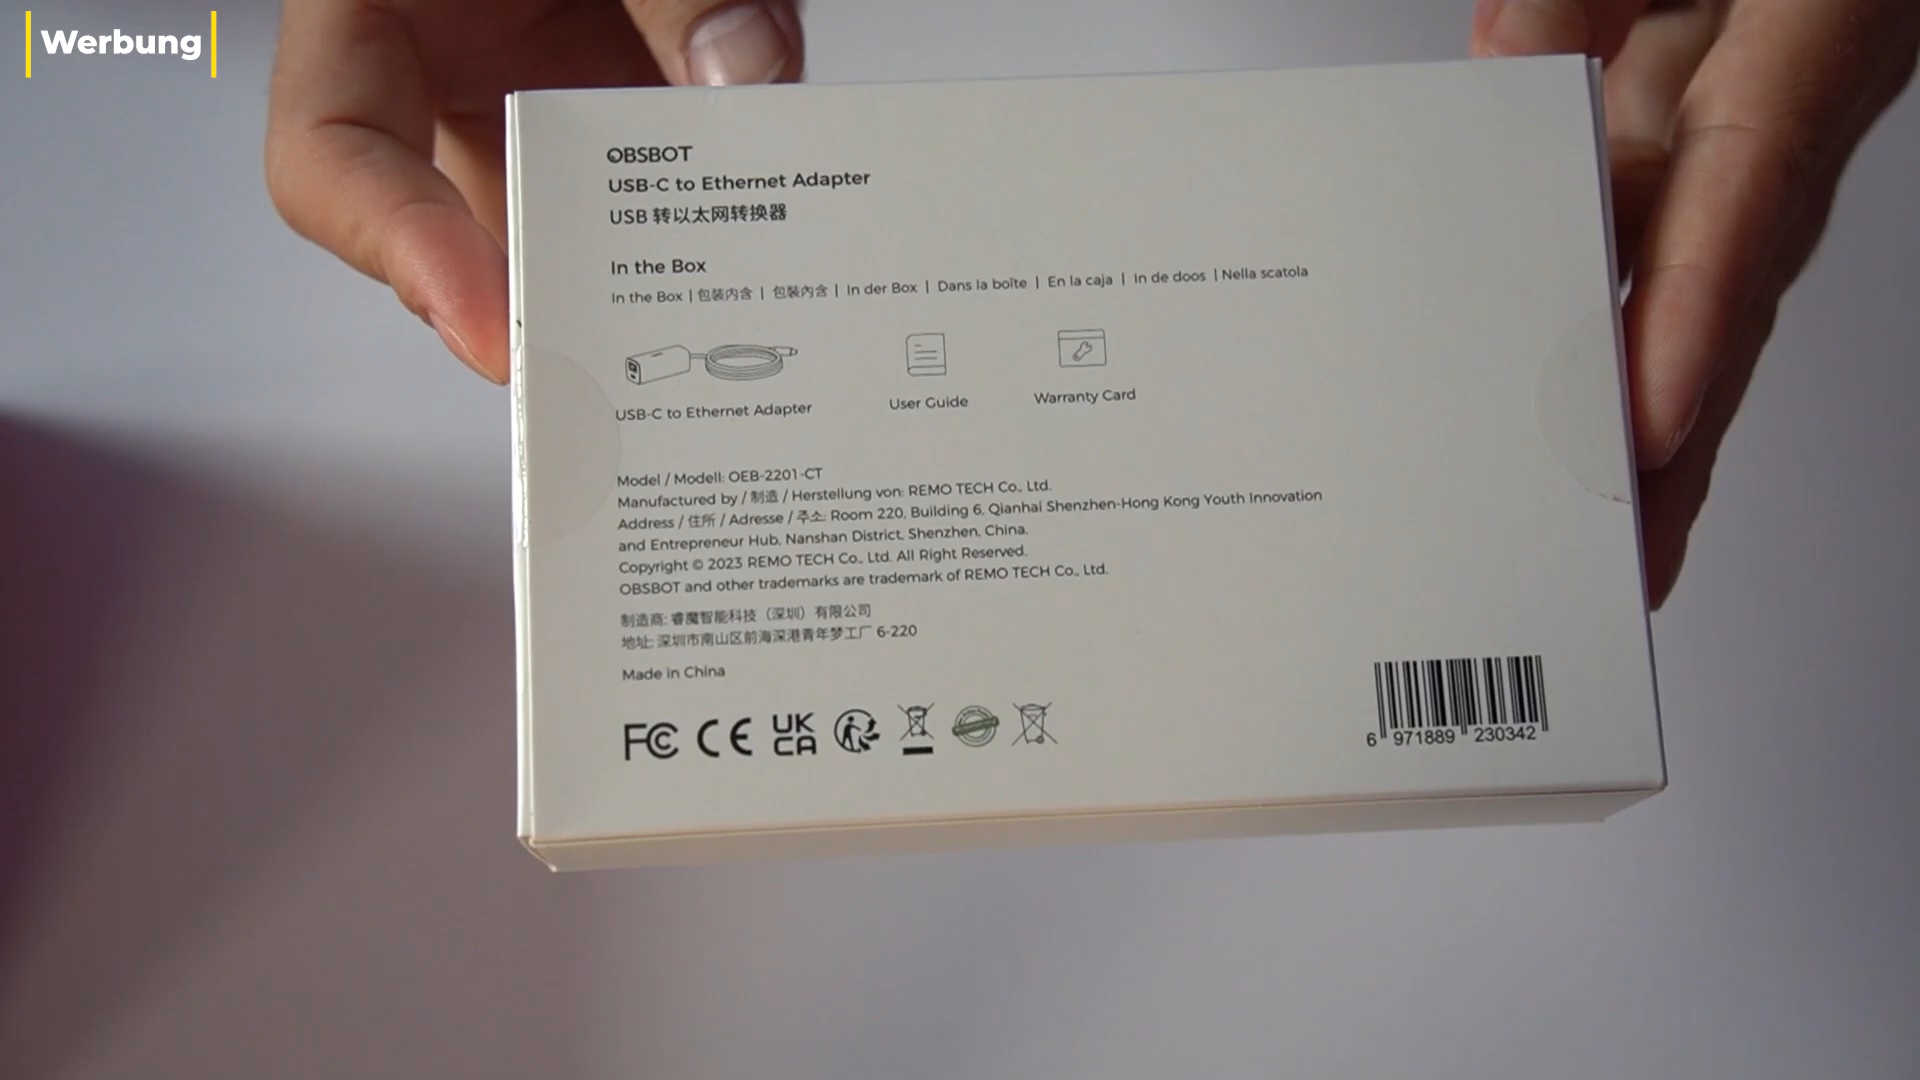 Werbung
OBSBOT
USB-C to Ethernet Adapter
USB 转以太网转换器
In the Box
In the Box | 包装内含 | 包裝內含 | In der Box | Dans la boîte | En la caja | In de doos | Nella scatola
USB-C to Ethernet Adapter
User Guide
Warranty Card
Model / Modell: OEB-2201-CT
Manufactured by / 制造 / Herstellung von: REMO TECH Co., Ltd.
Address / 住所 / Adresse / 주소: Room 220, Building 6, Qianhai Shenzhen-Hong Kong Youth Innovation
and Entrepreneur Hub, Nanshan District, Shenzhen, China.
Copyright © 2023 REMO TECH Co., Ltd. All Right Reserved.
OBSBOT and other trademarks are trademark of REMO TECH Co., Ltd.
制造商: 睿魔智能科技（深圳）有限公司
地址: 深圳市南山区前海深港青年梦工厂 6-220
Made in China
FC CE UK
CA
6 971889 230342